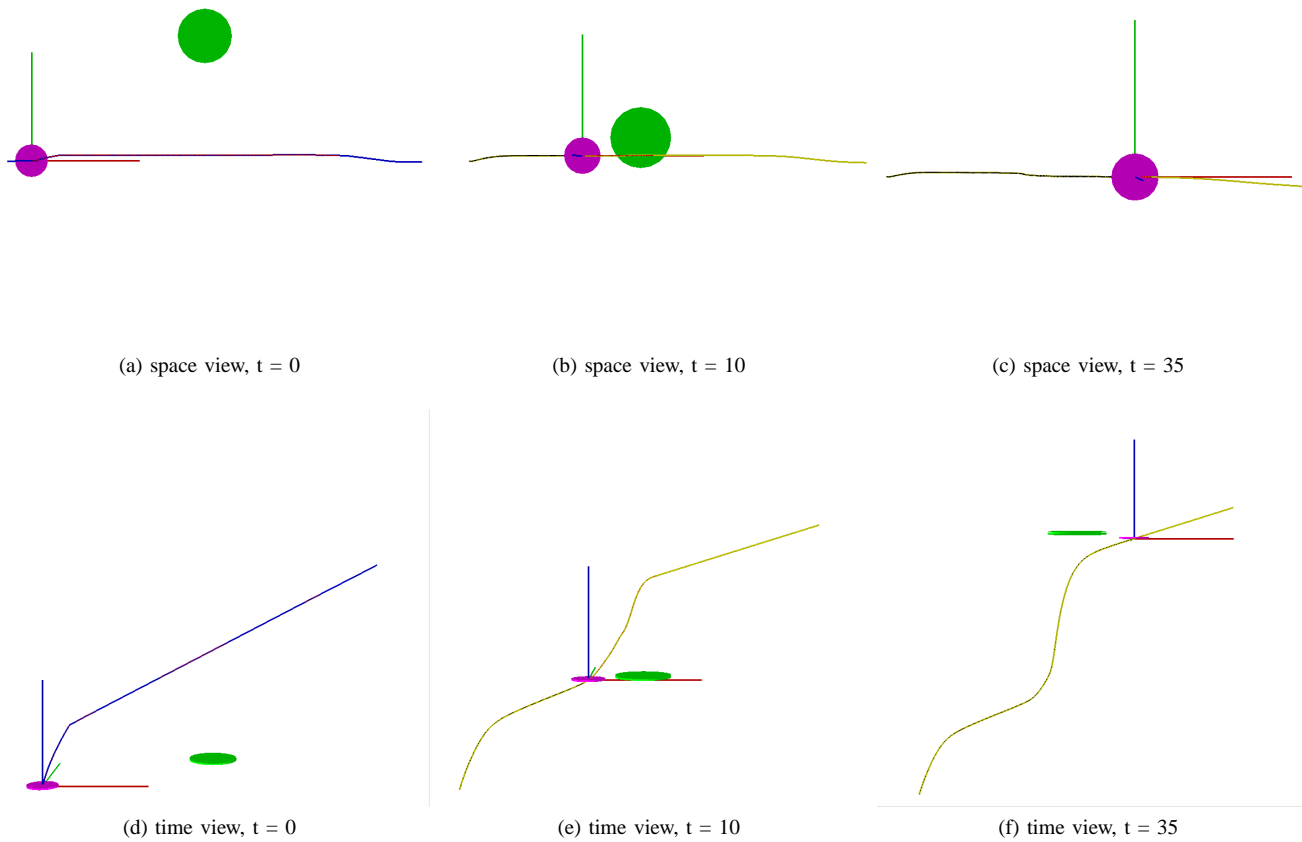 (a) space view, t = 0
(b) space view, t = 10
(c) space view, t = 35
(d) time view, t = 0
(e) time view, t = 10
(f) time view, t = 35